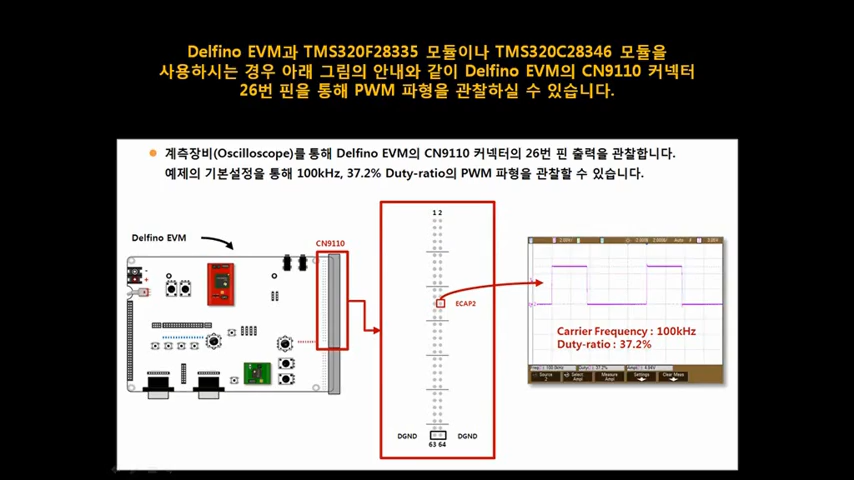 Delfino EVM과 TMS320F28335 모듈이나 TMS320C28346 모듈을
사용하시는 경우 아래 그림의 안내와 같이 Delfino EVM의 CN9110 커넥터
26번 핀을 통해 PWM 파형을 관찰하실 수 있습니다.
계측장비(Oscilloscope)를 통해 Delfino EVM의 CN9110 커넥터의 26번 핀 출력을 관찰합니다.
예제의 기본설정을 통해 100kHz, 37.2% Duty-ratio의 PWM 파형을 관찰할 수 있습니다.
Delfino EVM
CN9110
1 2
ECAP2
DGND
DGND
63 64
Carrier Frequency : 100kHz
Duty-ratio : 37.2%
Source
Select
Measure
Settings
Clear Meas